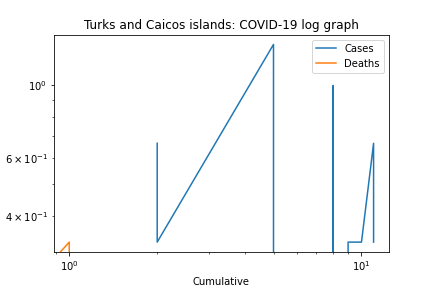 Turks and Caicos islands: COVID-19 log graph
Cases
Deaths
10⁰
6 × 10⁻¹
4 × 10⁻¹
10⁰ 10¹
Cumulative